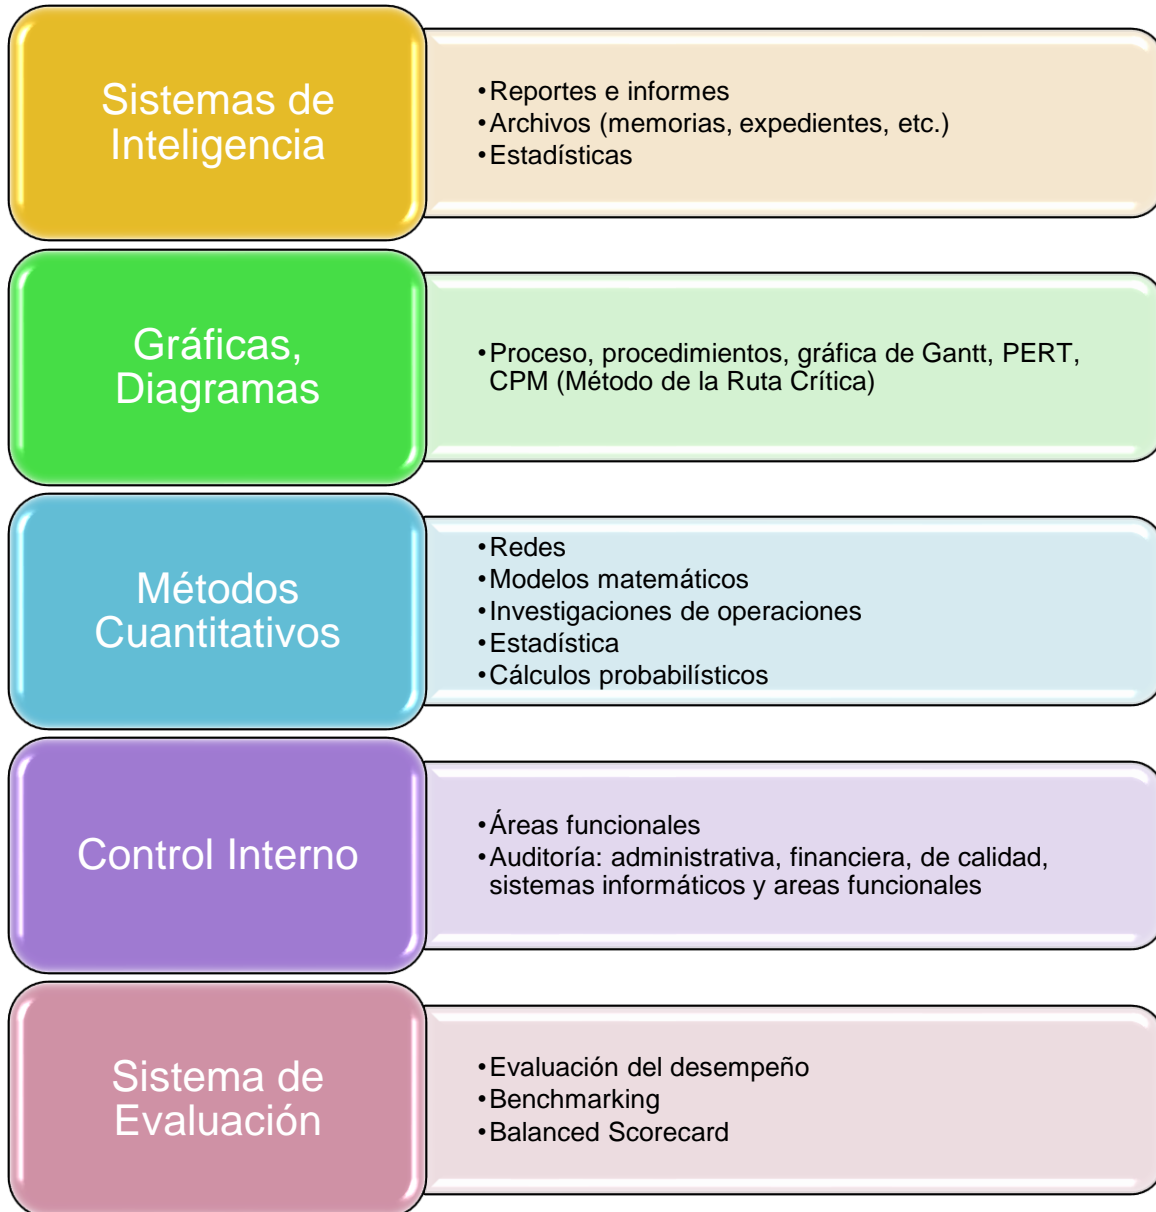 Sistemas de
Inteligencia
•Reportes e informes
•Archivos (memorias, expedientes, etc.)
•Estadísticas
Gráficas,
Diagramas
•Proceso, procedimientos, gráfica de Gantt, PERT,
CPM (Método de la Ruta Crítica)
Métodos
Cuantitativos
•Redes
•Modelos matemáticos
•Investigaciones de operaciones
•Estadística
•Cálculos probabilísticos
Control Interno
•Áreas funcionales
•Auditoría: administrativa, financiera, de calidad,
sistemas informáticos y areas funcionales
Sistema de
Evaluación
•Evaluación del desempeño
•Benchmarking
•Balanced Scorecard